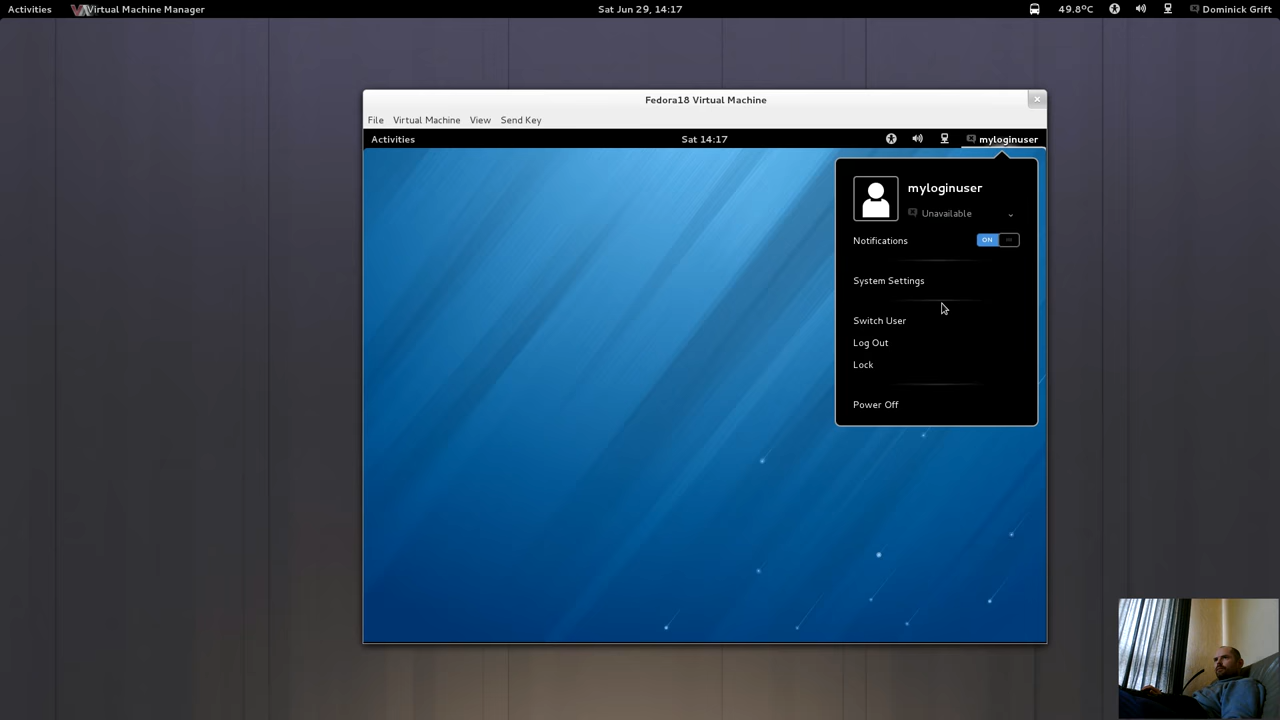 Activities Virtual Machine Manager Sat Jun 29, 14:17 49.8°C Dominick Grift
Fedora18 Virtual Machine
File Virtual Machine View Send Key
Activities Sat 14:17 myloginuser
myloginuser
Unavailable
Notifications ON
System Settings
Switch User
Log Out
Lock
Power Off